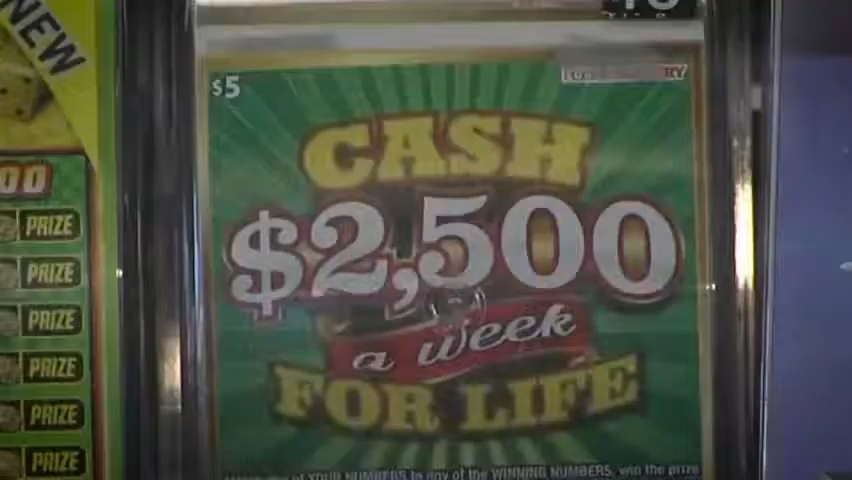 NEW
00
PRIZE
PRIZE
PRIZE
PRIZE
PRIZE
PRIZE
$5
CASH
$2,500
a week
FOR LIFE
of YOUR NUMBERS to any of the WINNING NUMBERS, win the prize